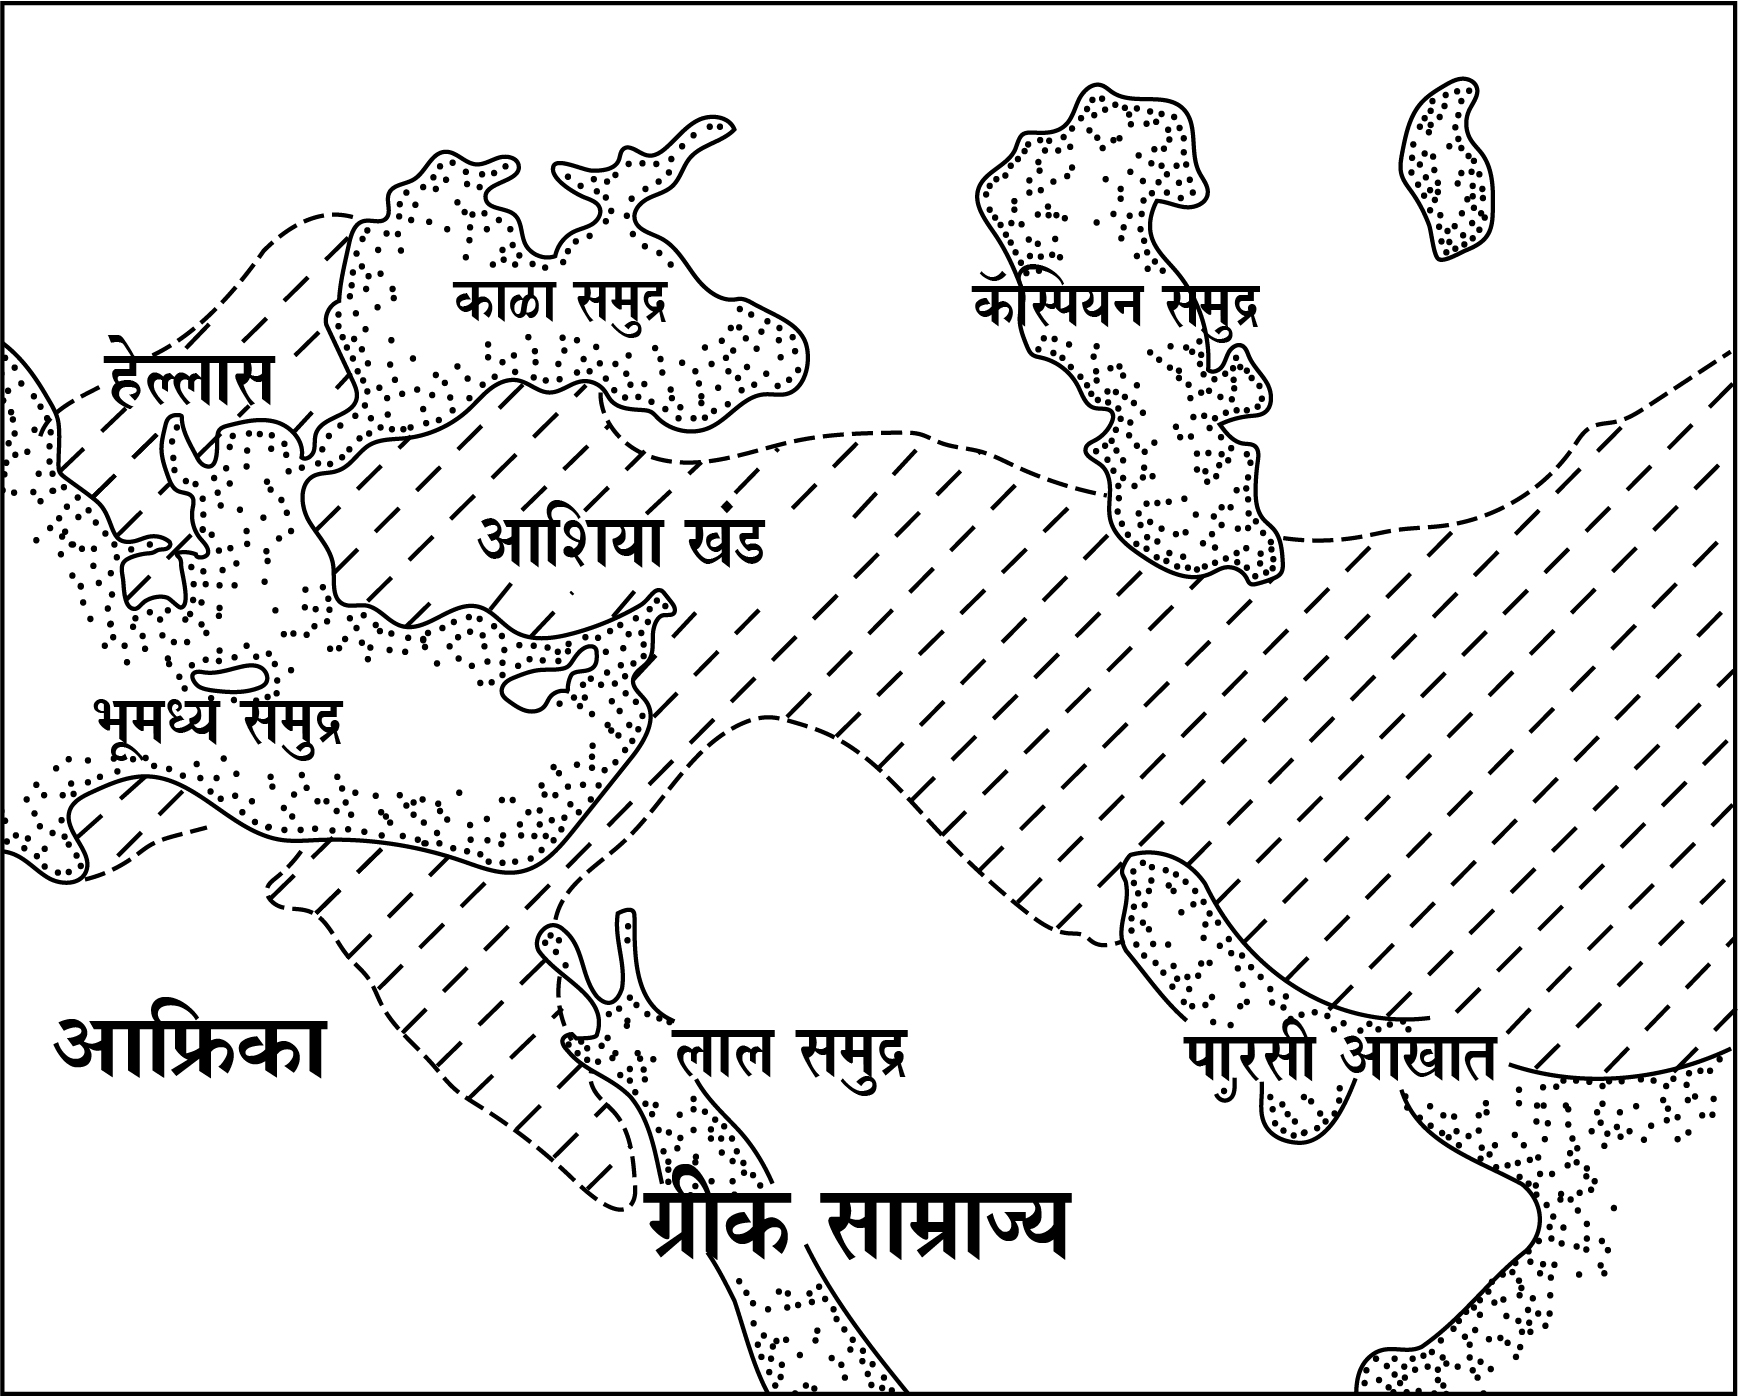 काळा समुद्र
कॅस्पियन समुद्र
हेल्लास
आशिया खंड
भूमध्य समुद्र
आफ्रिका
लाल समुद्र
पारसी आखात
ग्रीक साम्राज्य